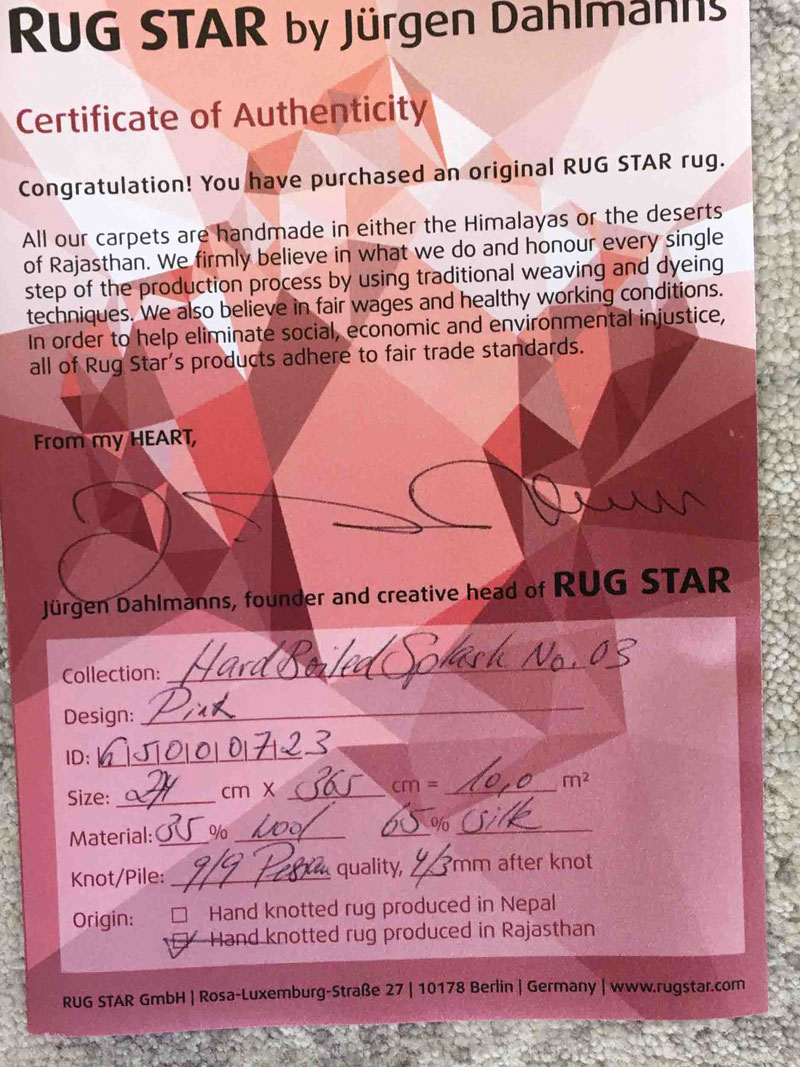 RUG STAR by Jürgen Dahlmanns
Certificate of Authenticity
Congratulation! You have purchased an original RUG STAR rug.
All our carpets are handmade in either the Himalayas or the deserts
of Rajasthan. We firmly believe in what we do and honour every single
step of the production process by using traditional weaving and dyeing
techniques. We also believe in fair wages and healthy working conditions.
In order to help eliminate social, economic and environmental injustice,
all of Rug Star's products adhere to fair trade standards.
From my HEART,
Jürgen Dahlmanns, founder and creative head of RUG STAR
Collection: Hard Boiled Splash No. 03
Design: Pink
ID: 6|5|0|0|0|7|2|3
Size: 274 cm X 365 cm = 10,0 m²
Material: 35 % wool 65 % silk
Knot/Pile: 9/9 Persian quality, 4/3 mm after knot
Origin: Hand knotted rug produced in Nepal
Hand knotted rug produced in Rajasthan
RUG STAR GmbH | Rosa-Luxemburg-Straße 27 | 10178 Berlin | Germany | www.rugstar.com